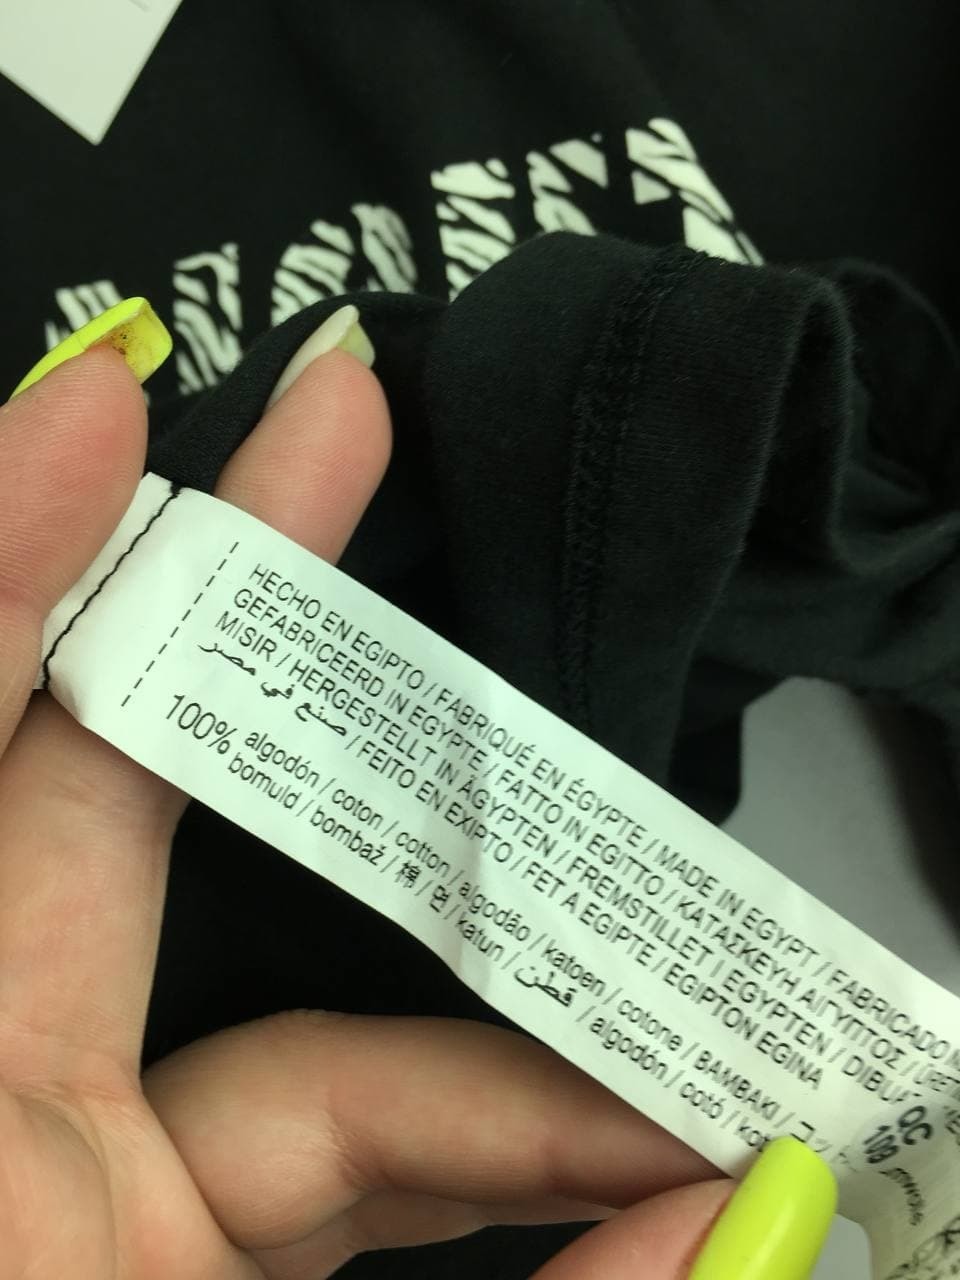 HECHO EN EGIPTO / FABRIQUÉ EN ÉGYPTE / MADE IN EGYPT / FABRICADO
GEFABRICEERD IN EGYPTE / FATTO IN EGITTO / ΚΑΤΑΣΚΕΥΗ ΑΙΓΥΠΤΟΣ /
MISIR / HERGESTELLT IN ÄGYPTEN / FREMSTILLET I EGYPTEN /
صنع في مصر / FEITO EN EXIPTO / FET A EGIPTE / EGIPTON EGINA
100% algodón / coton / cotton / algodão / katoen / cotone / BAMBAKI /
bomuld / bombaž / 棉 / 면 / katun / قطن / algodón / cotó /
QC
109